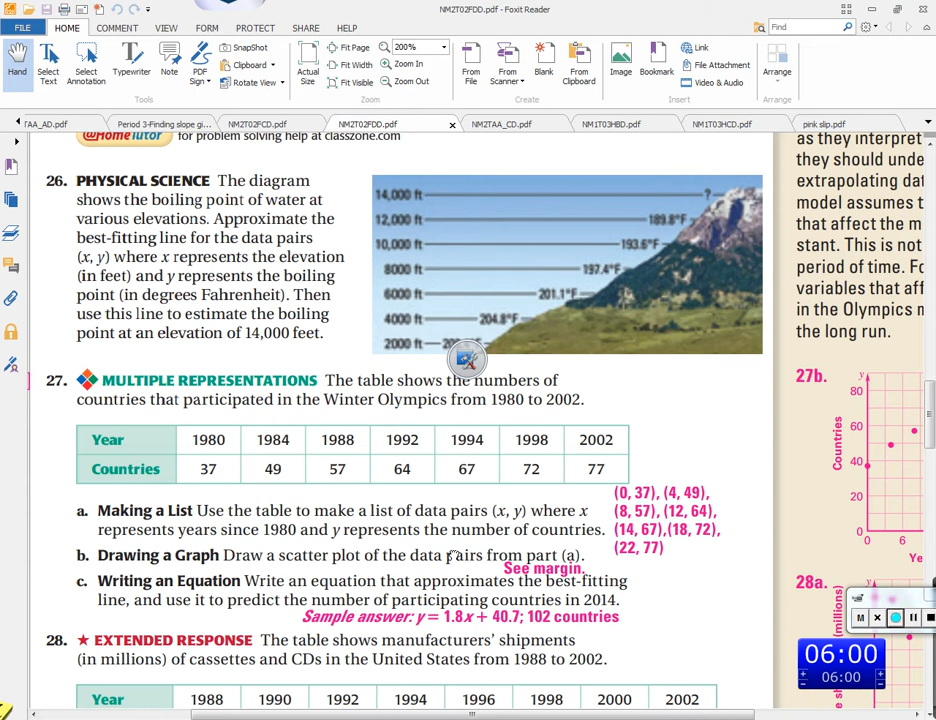 NM2T02FDD.pdf - Foxit Reader
FILE HOME COMMENT VIEW FORM PROTECT SHARE HELP
Find
Hand
Select Text
Select Annotation
Typewriter
Note
PDF Sign
SnapShot
Clipboard
Rotate View
Actual Size
Fit Page
Fit Width
Fit Visible
200%
Zoom In
Zoom Out
From File
From Scanner
Blank
From Clipboard
Image
Bookmark
Link
File Attachment
Video & Audio
Arrange
Tools Zoom Create Insert Arrange
TAA_AD.pdf Period 3-Finding slope gi... NM2T02FCD.pdf NM2T02FDD.pdf NM2TAA_CD.pdf NM1T03HBD.pdf NM1T03HCD.pdf pink slip.pdf
@HomeTutor for problem solving help at classzone.com
26. PHYSICAL SCIENCE The diagram
shows the boiling point of water at
various elevations. Approximate the
best-fitting line for the data pairs
(x, y) where x represents the elevation
(in feet) and y represents the boiling
point (in degrees Fahrenheit). Then
use this line to estimate the boiling
point at an elevation of 14,000 feet.
14,000 ft ?
12,000 ft 189.8°F
10,000 ft 193.6°F
8000 ft 197.4°F
6000 ft 201.1°F
4000 ft 204.8°F
2000 ft
27. MULTIPLE REPRESENTATIONS The table shows the numbers of
countries that participated in the Winter Olympics from 1980 to 2002.
Year 1980 1984 1988 1992 1994 1998 2002
Countries 37 49 57 64 67 72 77
a. Making a List Use the table to make a list of data pairs (x, y) where x
represents years since 1980 and y represents the number of countries.
(0, 37), (4, 49),
(8, 57), (12, 64),
(14, 67),(18, 72),
(22, 77)
b. Drawing a Graph Draw a scatter plot of the data pairs from part (a).
See margin.
c. Writing an Equation Write an equation that approximates the best-fitting
line, and use it to predict the number of participating countries in 2014.
Sample answer: y = 1.8x + 40.7; 102 countries
28. ★ EXTENDED RESPONSE The table shows manufacturers' shipments
(in millions) of cassettes and CDs in the United States from 1988 to 2002.
Year 1988 1990 1992 1994 1996 1998 2000 2002
as they interpret
they should unde
extrapolating dat
model assumes t
that affect the m
stant. This is not
period of time. Fo
variables that aff
in the Olympics m
the long run.
27b.
y
80
60
40
20
0
0 6
Countries
Ye
28a.
(millions)
M
06:00
06:00